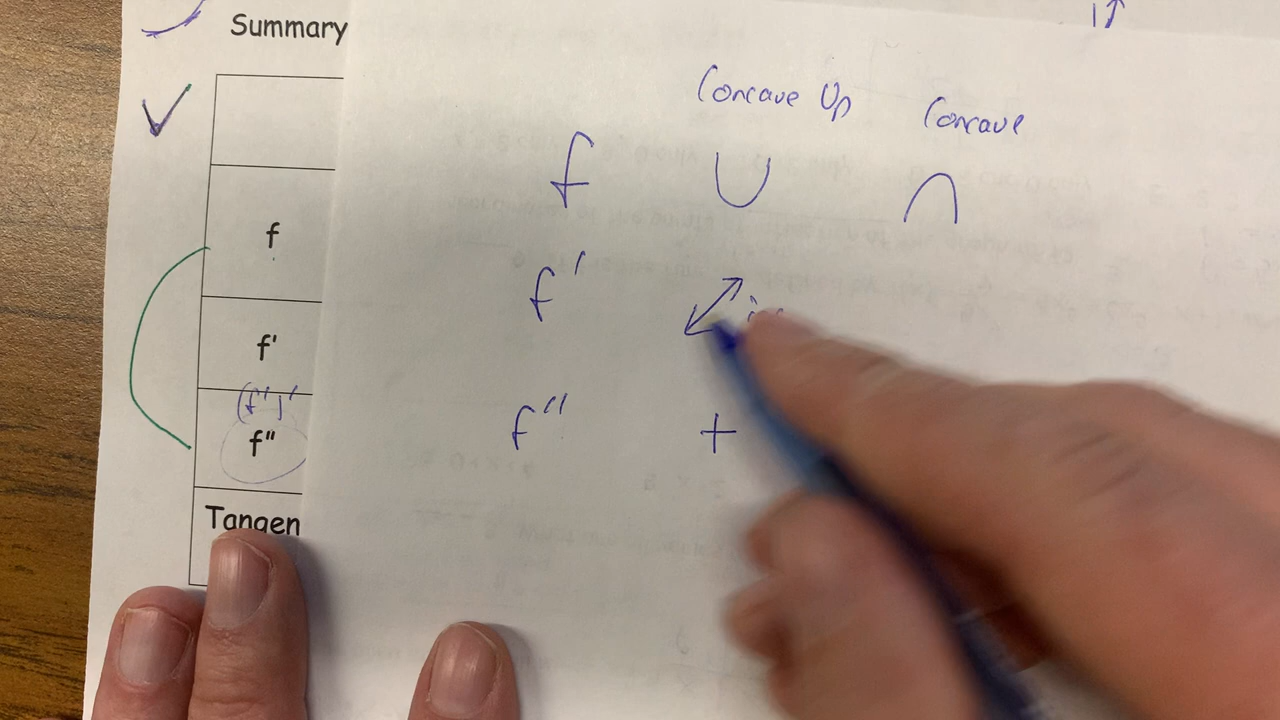 Summary
Concave Up
Concave
f
f
f'
f'
(f')'
f"
f"
+
Tangen